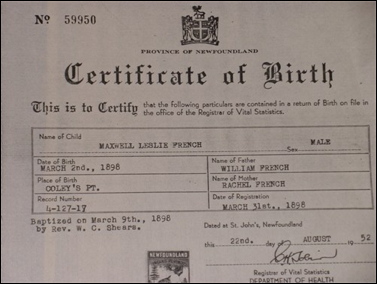 Nº 59950
PROVINCE OF NEWFOUNDLAND
Certificate of Birth
This is to Certify that the following particulars are contained in a return of Birth on file in
the office of the Registrar of Vital Statistics.
Name of Child
MAXWELL LESLIE FRENCH Sex MALE
Date of Birth Name of Father
MARCH 2nd., 1898 WILLIAM FRENCH
Place of Birth Name of Mother
COLEY'S PT. RACHEL FRENCH
Record Number Date of Registration
4-127-17 MARCH 31st., 1898
Baptized on March 9th., 1898
by Rev. W. C. Shears.
Dated at St. John's, Newfoundland
this 22nd. day of AUGUST 19 52
Registrar of Vital Statistics
DEPARTMENT OF HEALTH
NEWFOUNDLAND